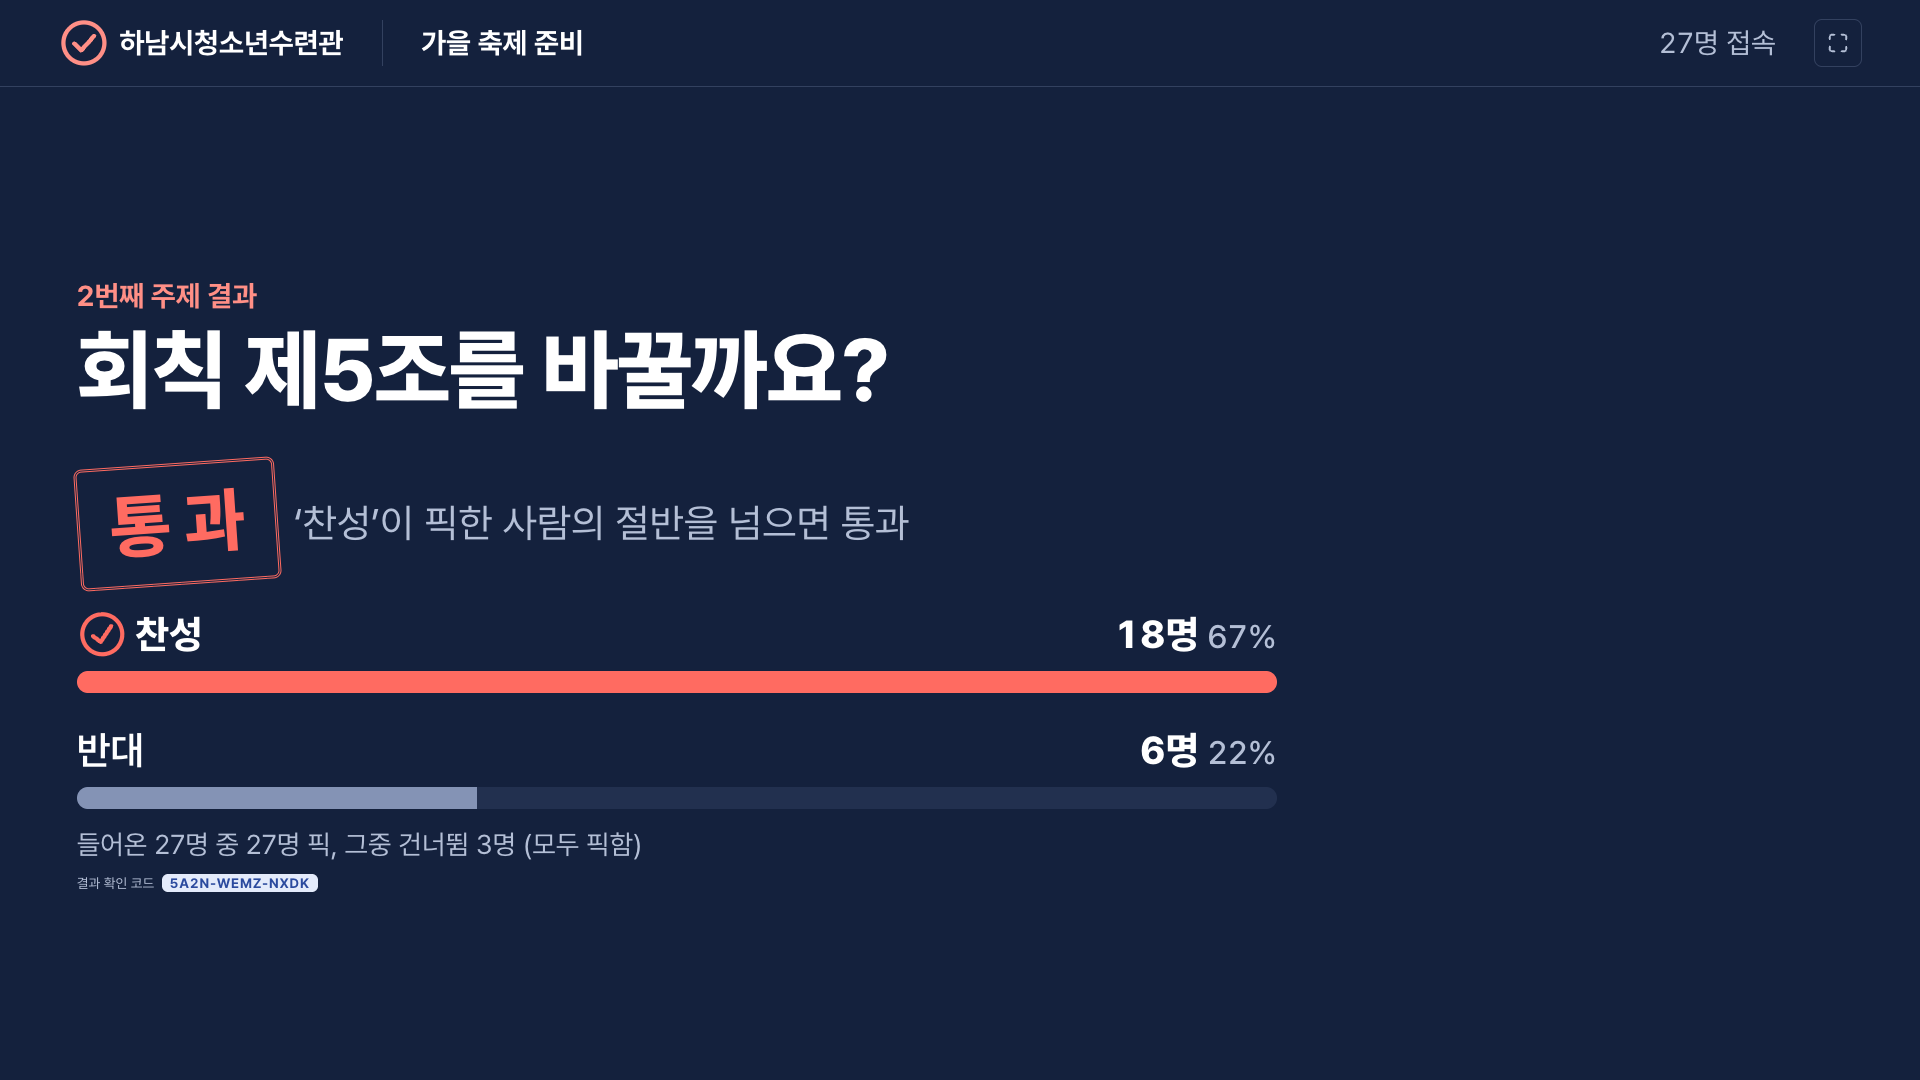 하남시청소년수련관
가을 축제 준비
27명 접속
2번째 주제 결과
회칙 제5조를 바꿀까요?
통과
‘찬성’이 픽한 사람의 절반을 넘으면 통과
찬성
18명 67%
반대
6명 22%
들어온 27명 중 27명 픽, 그중 건너뜀 3명 (모두 픽함)
결과 확인 코드 5A2N-WEMZ-NXDK